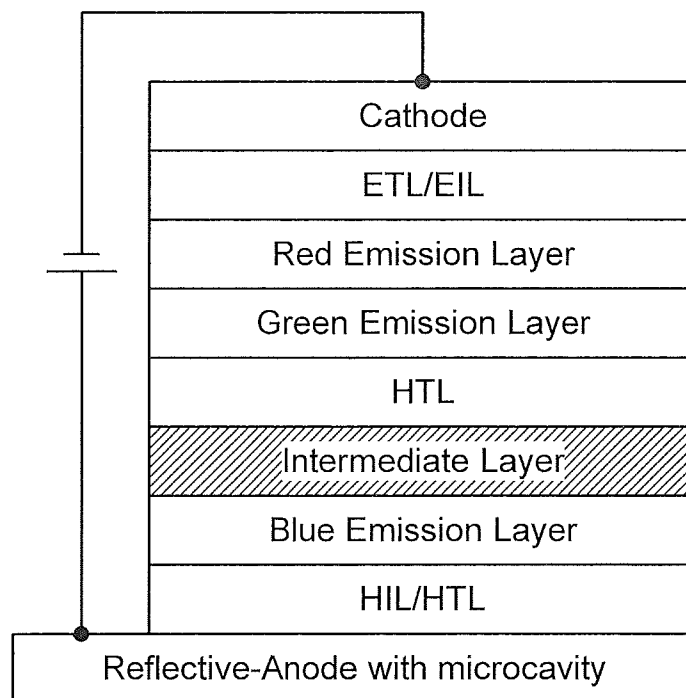 Cathode
ETL/EIL
Red Emission Layer
Green Emission Layer
HTL
Intermediate Layer
Blue Emission Layer
HIL/HTL
Reflective-Anode with microcavity